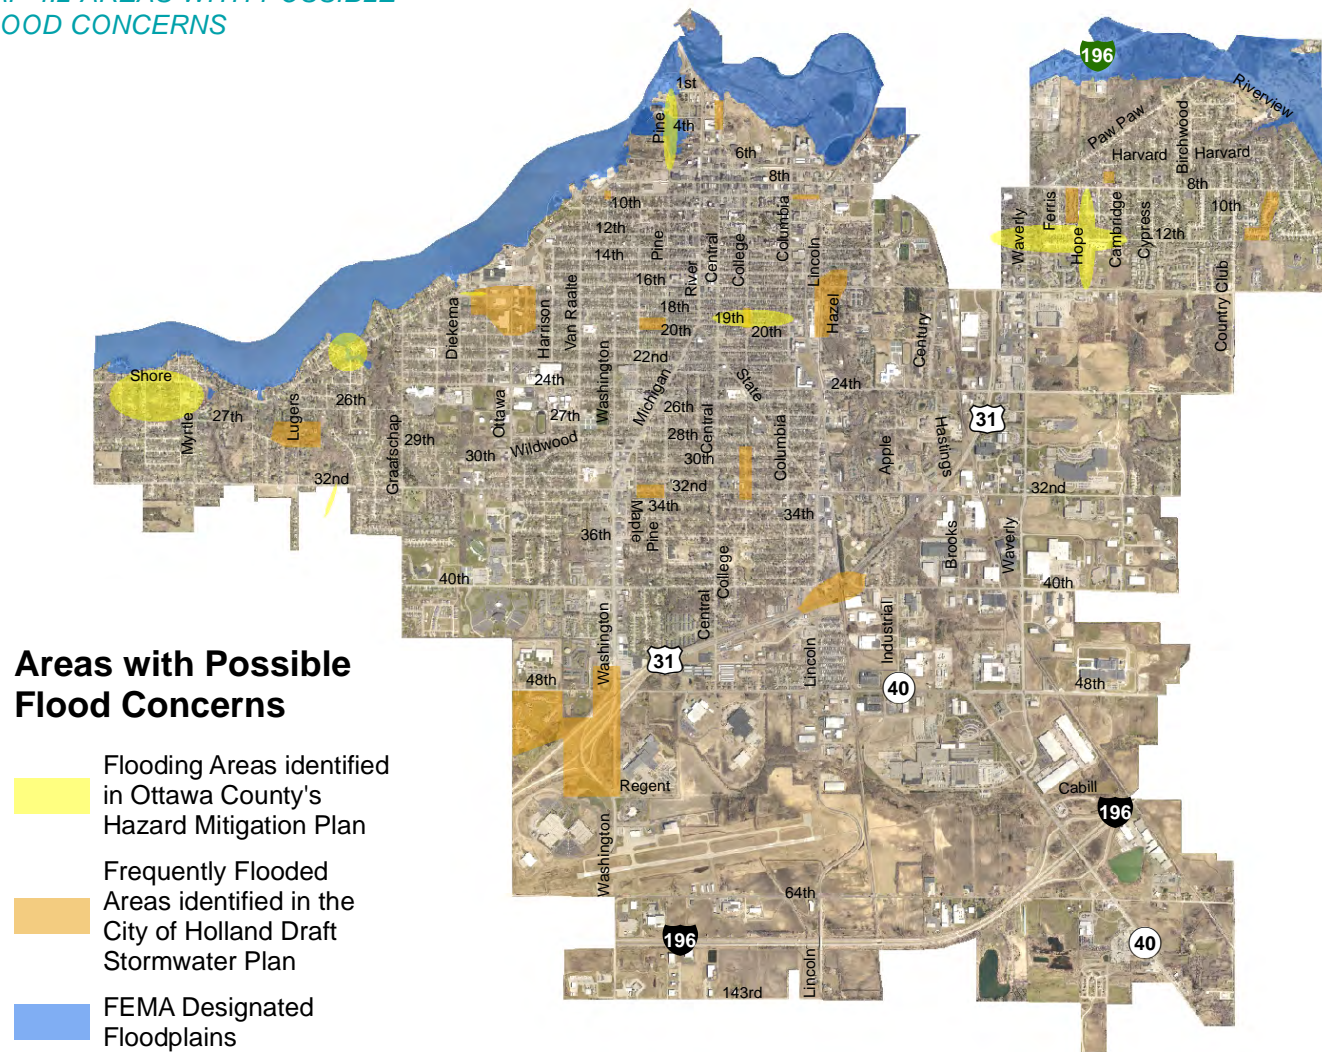 AREAS WITH POSSIBLE
OOD CONCERNS
196
1st
Riverview
Pine
4th
Paw Paw
Birchwood
6th
Harvard
Harvard
8th
8th
10th
Columbia
Ferris
Cambridge
10th
12th
Pine
Central
College
Lincoln
Waverly
Hope
Cypress
12th
14th
River
16th
Country Club
Diekema
Harrison
Van Raalte
18th
19th
Hazel
20th
20th
Century
22nd
Shore
Washington
Michigan
State
24th
24th
26th
Myrtle
27th
Lugers
Ottawa
27th
26th
Central
31
Graafschap
29th
Wildwood
28th
Columbia
Apple
Hastings
30th
30th
32nd
32nd
32nd
Maple
34th
34th
Pine
36th
Brooks
Waverly
College
40th
40th
Central
Washington
Lincoln
Industrial
31
48th
40
48th
Areas with Possible
Flood Concerns
Flooding Areas identified
in Ottawa County's
Hazard Mitigation Plan
Regent
Cabill
196
Washington
Frequently Flooded
Areas identified in the
City of Holland Draft
Stormwater Plan
64th
196
Lincoln
40
143rd
FEMA Designated
Floodplains